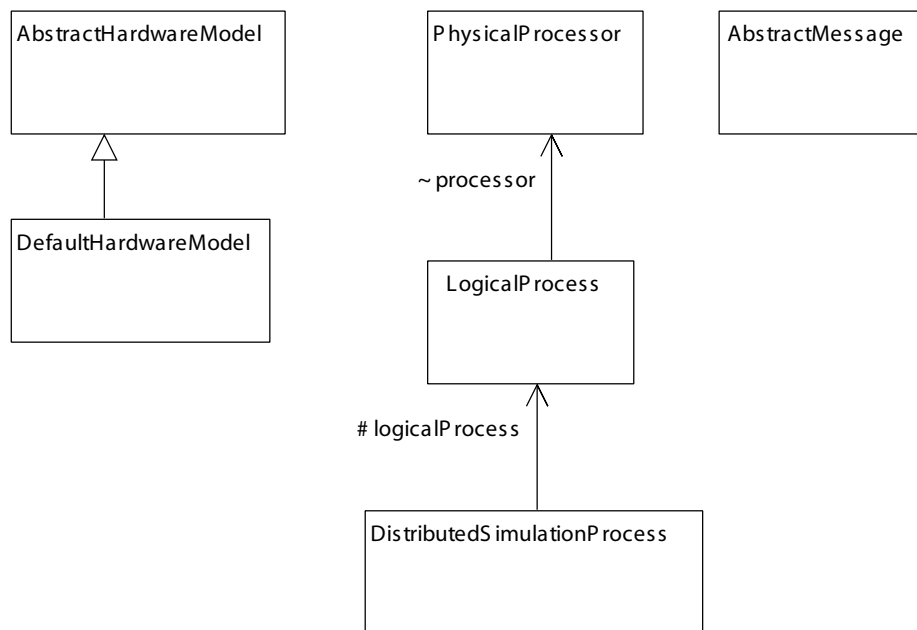 AbstractHardwareModel
PhysicalProcessor
AbstractMessage
~ processor
DefaultHardwareModel
LogicalProcess
# logicalProcess
DistributedSimulationProcess